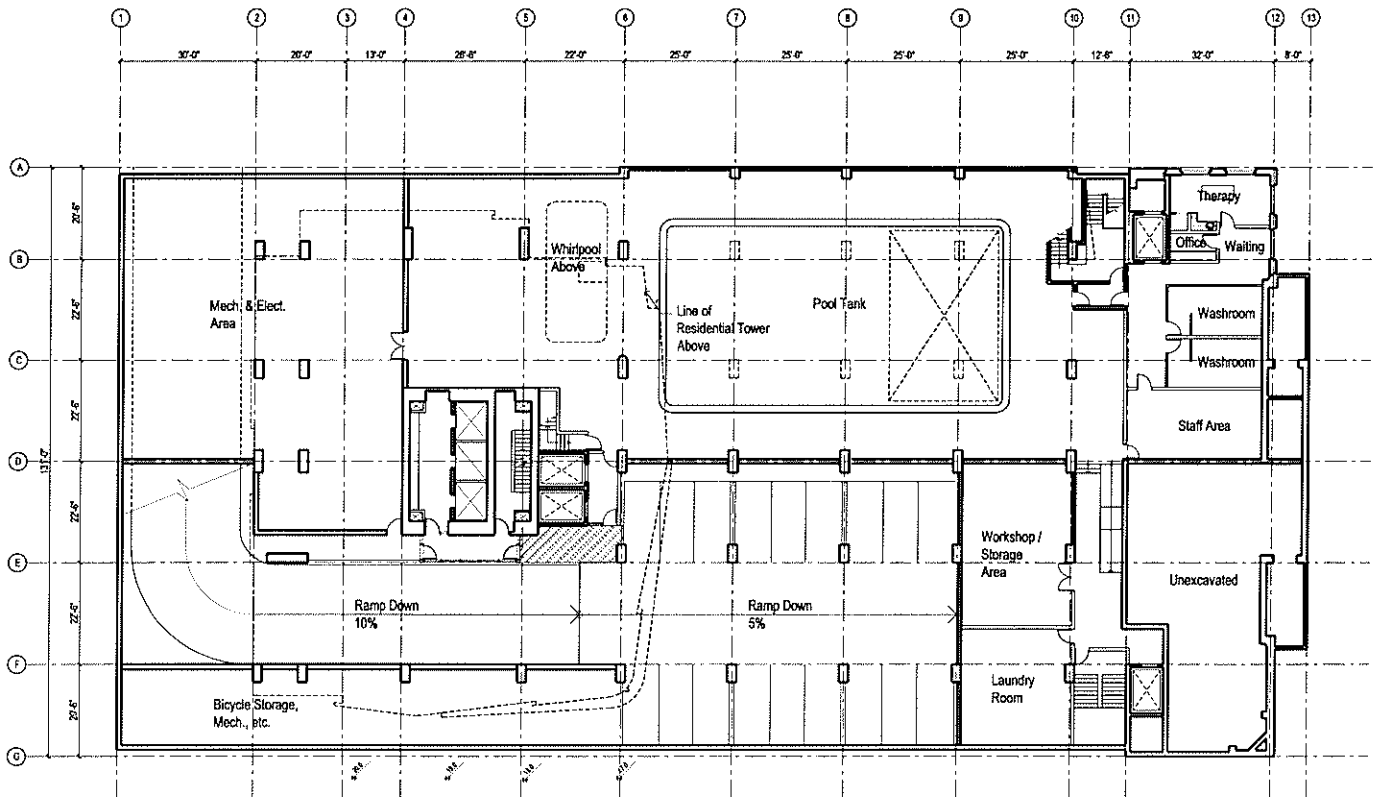 1 2 3 4 5 6 7 8 9 10 11 12 13
30'-0" 20'-0" 13'-0" 26'-6" 22'-0" 25'-0" 25'-0" 25'-0" 25'-0" 12'-6" 32'-0" 8'-0"
A
20'-6"
Therapy
Office
Waiting
B
Whirlpool
Above
Mech. & Elect.
Area
Line of
Residential Tower
Above
Pool Tank
22'-6"
Washroom
Washroom
C
22'-6"
Staff Area
D
131'-0"
22'-6"
Workshop /
Storage
Area
Unexcavated
E
Ramp Down
10%
Ramp Down
5%
22'-6"
F
Laundry
Room
Bicycle Storage,
Mech., etc.
20'-6"
G